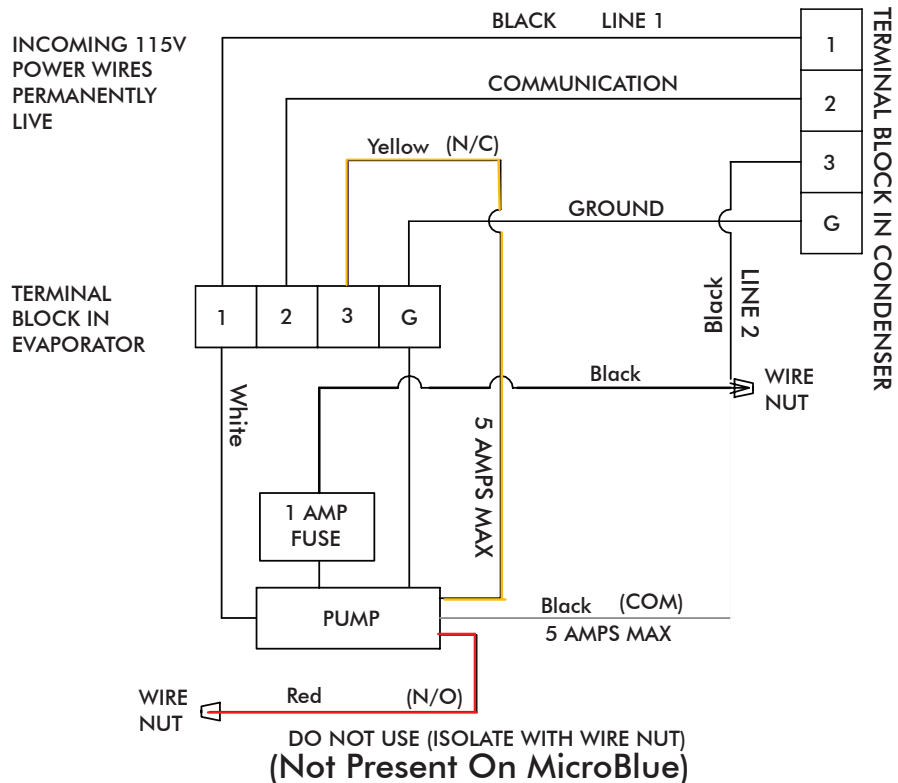 BLACK LINE 1
INCOMING 115V
POWER WIRES
PERMANENTLY
LIVE
1
COMMUNICATION
2
Yellow (N/C)
3
GROUND
G
TERMINAL BLOCK IN CONDENSER
TERMINAL
BLOCK IN
EVAPORATOR
1 2 3 G
Black
LINE 2
Black
WIRE
NUT
White
5 AMPS MAX
1 AMP
FUSE
PUMP
Black (COM)
5 AMPS MAX
WIRE
NUT
Red (N/O)
DO NOT USE (ISOLATE WITH WIRE NUT)
(Not Present On MicroBlue)